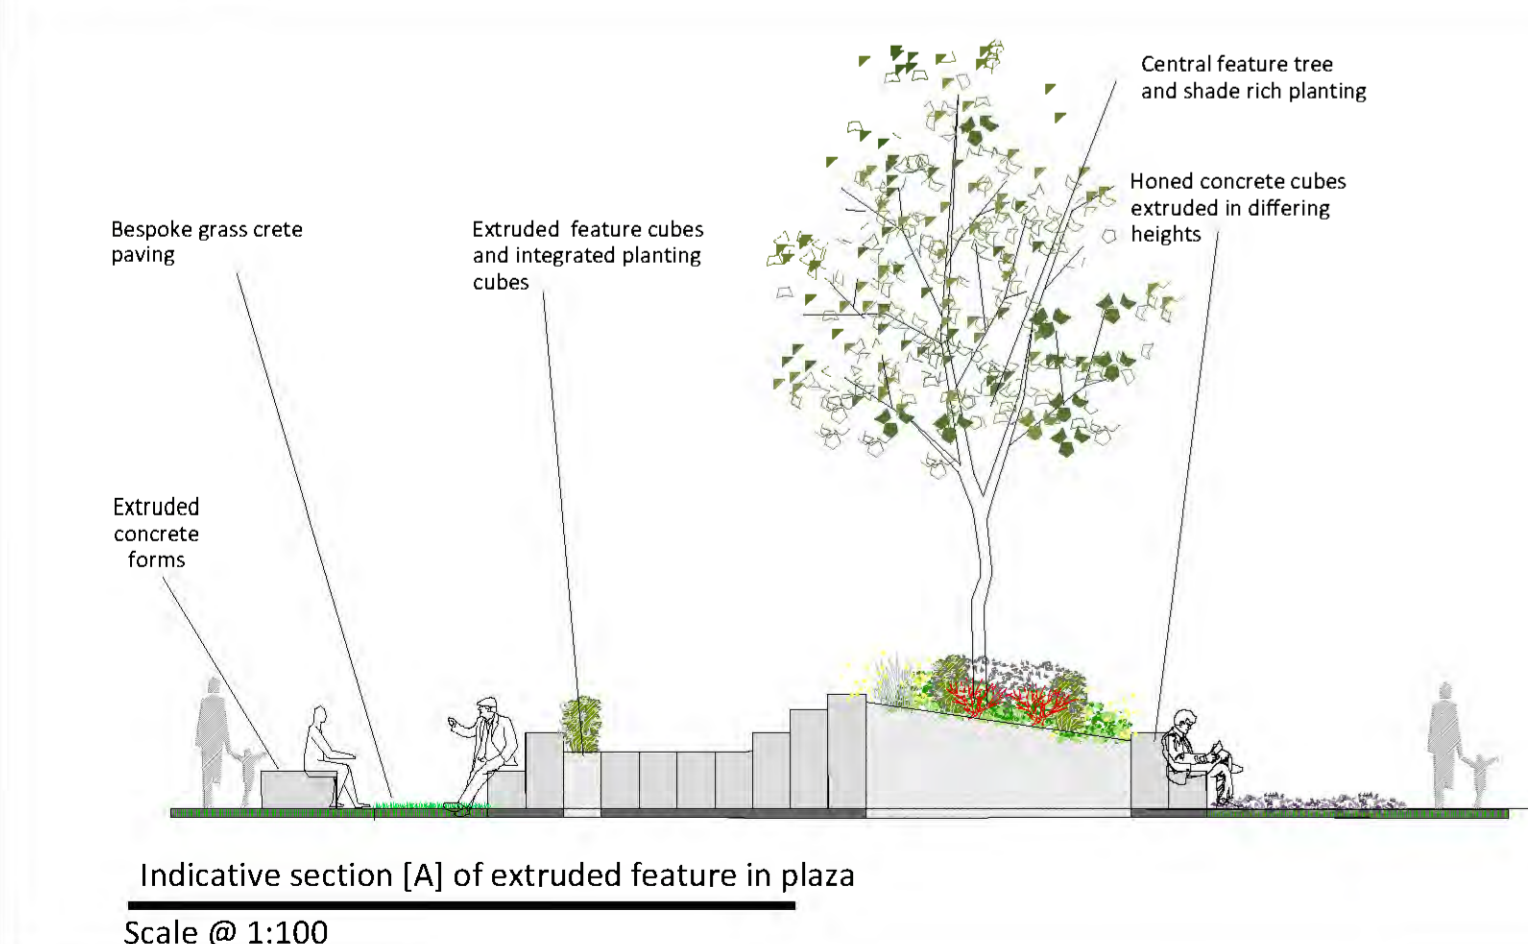 Central feature tree
and shade rich planting
Honed concrete cubes
extruded in differing
heights
Bespoke grass crete
paving
Extruded feature cubes
and integrated planting
cubes
Extruded
concrete
forms
Indicative section [A] of extruded feature in plaza
Scale @ 1:100